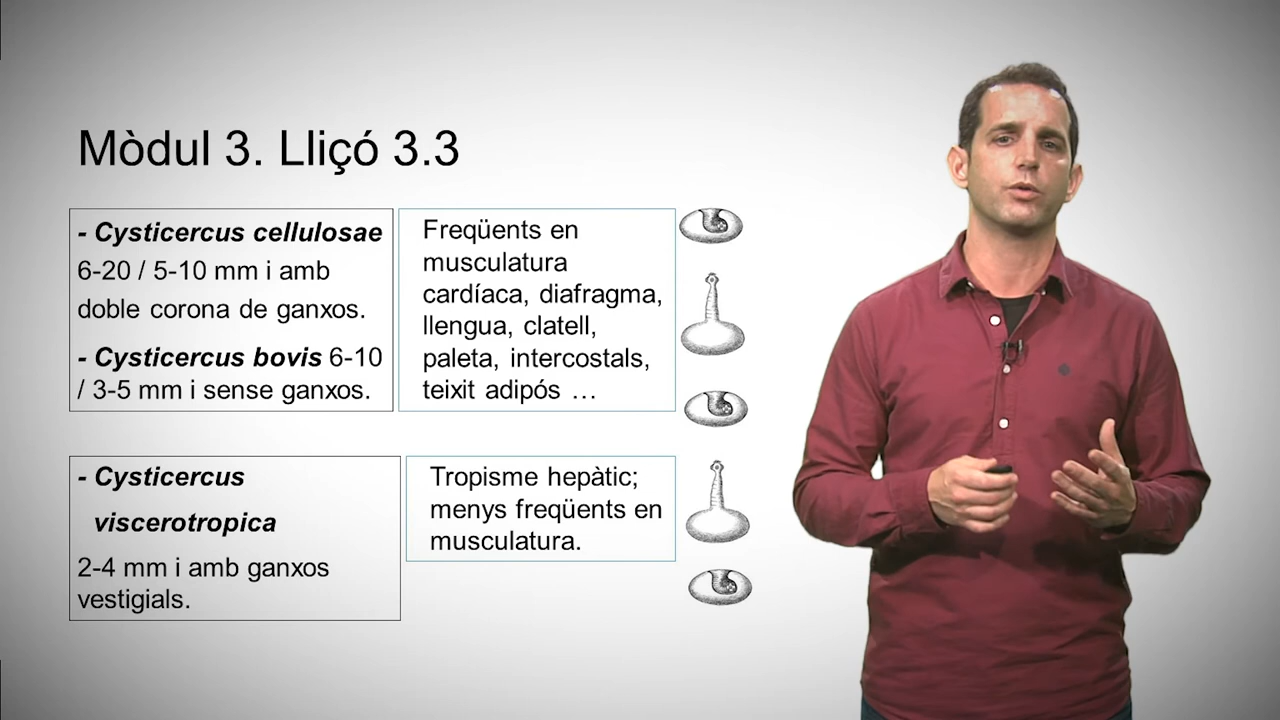 Mòdul 3. Lliçó 3.3
- Cysticercus cellulosae
6-20 / 5-10 mm i amb
doble corona de ganxos.
- Cysticercus bovis 6-10
/ 3-5 mm i sense ganxos.
Freqüents en
musculatura
cardíaca, diafragma,
llengua, clatell,
paleta, intercostals,
teixit adipós …
- Cysticercus
viscerotropica
2-4 mm i amb ganxos
vestigials.
Tropisme hepàtic;
menys freqüents en
musculatura.